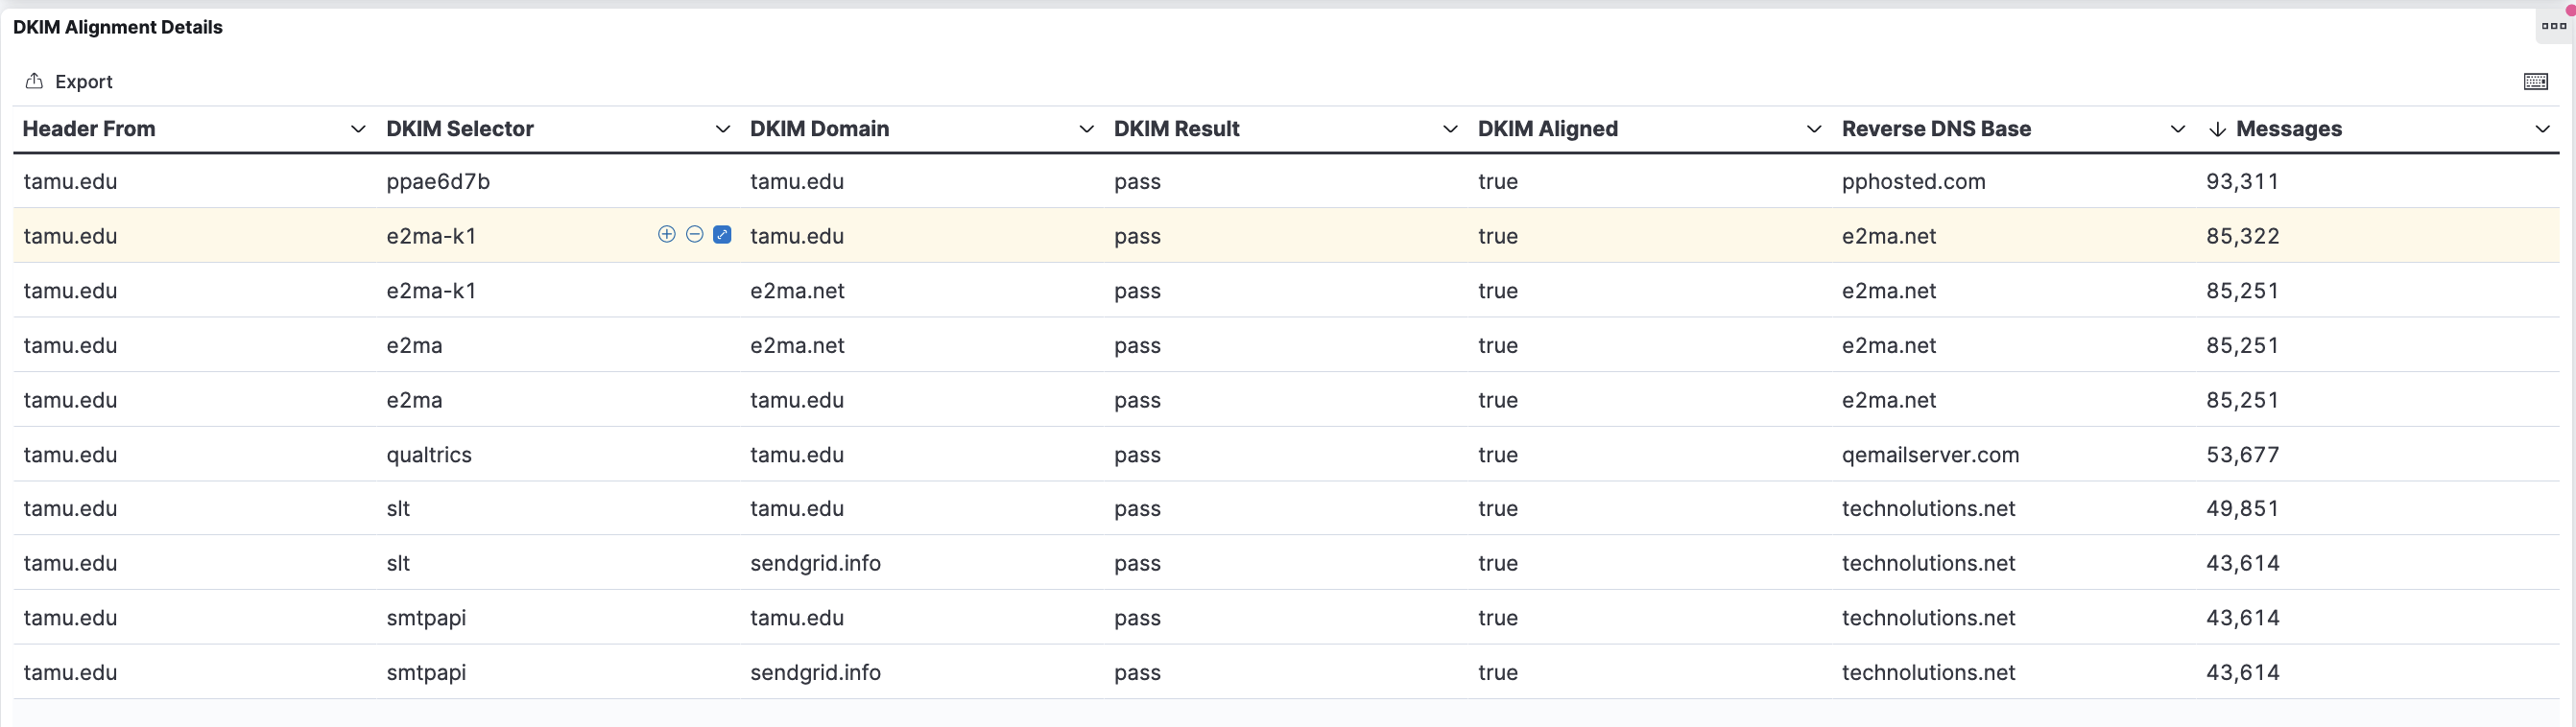 DKIM Alignment Details
Export
Header From DKIM Selector DKIM Domain DKIM Result DKIM Aligned Reverse DNS Base Messages
tamu.edu ppae6d7b tamu.edu pass true pphosted.com 93,311
tamu.edu e2ma-k1 tamu.edu pass true e2ma.net 85,322
tamu.edu e2ma-k1 e2ma.net pass true e2ma.net 85,251
tamu.edu e2ma e2ma.net pass true e2ma.net 85,251
tamu.edu e2ma tamu.edu pass true e2ma.net 85,251
tamu.edu qualtrics tamu.edu pass true qemailserver.com 53,677
tamu.edu slt tamu.edu pass true technolutions.net 49,851
tamu.edu slt sendgrid.info pass true technolutions.net 43,614
tamu.edu smtpapi tamu.edu pass true technolutions.net 43,614
tamu.edu smtpapi sendgrid.info pass true technolutions.net 43,614